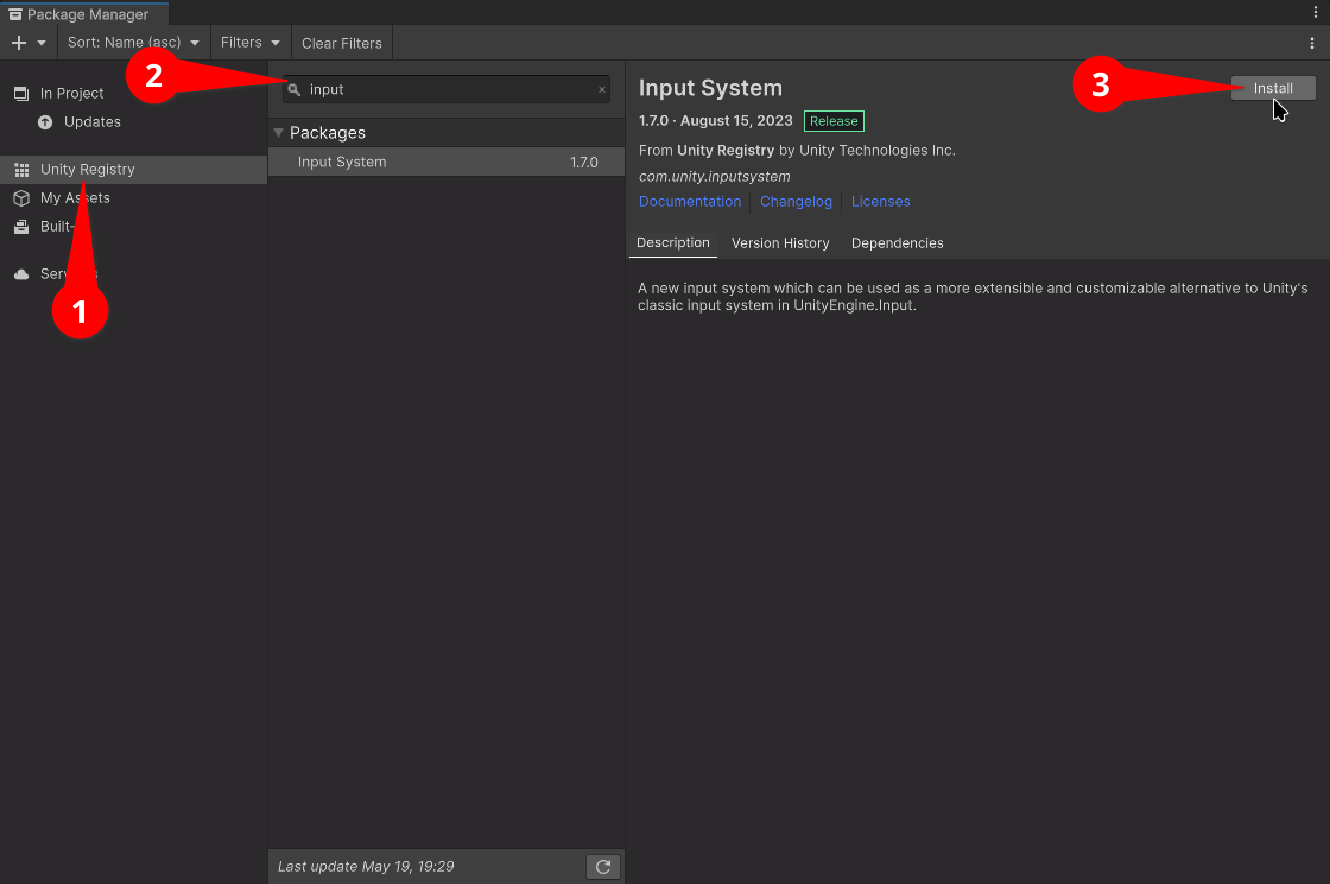 Package Manager
Sort: Name (asc) Filters Clear Filters
In Project
Updates
Unity Registry
My Assets
Built-
1
2
input
Packages
Input System 1.7.0
Last update May 19, 19:29
Input System
3
Install
1.7.0 - August 15, 2023 Release
From Unity Registry by Unity Technologies Inc.
com.unity.inputsystem
Documentation Changelog Licenses
Description Version History Dependencies
A new input system which can be used as a more extensible and customizable alternative to Unity's
classic input system in UnityEngine.Input.